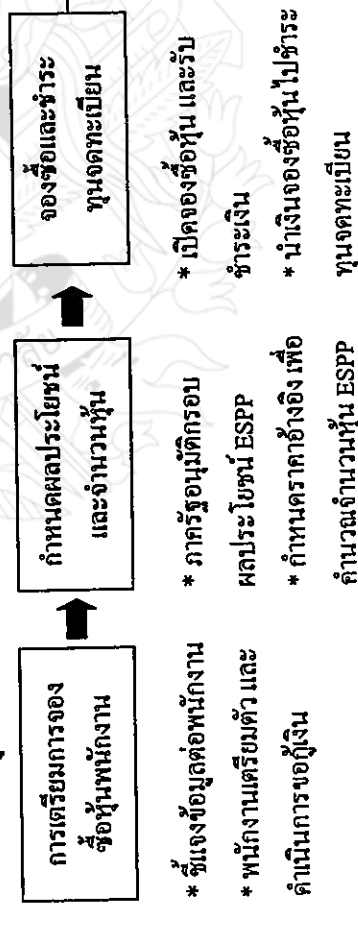 การเตรียมการของ
ซื้อหุ้นพนักงาน
* ชี้แจงข้อมูลต่อพนักงาน
* พนักงานเตรียมตัว และ
ดำเนินการขอกู้เงิน
กำหนดผลประโยชน์
และจำนวนหุ้น
* ภาครัฐอนุมัติกรอบ
ผลประโยชน์ ESPP
* กำหนดราคาอ้างอิง เพื่อ
คำนวณจำนวนหุ้น ESPP
จองซื้อและชำระ
ทุนจดทะเบียน
* เปิดจองซื้อหุ้น และรับ
ชำระเงิน
* นำเงินจองซื้อหุ้นไปชำระ
ทุนจดทะเบียน